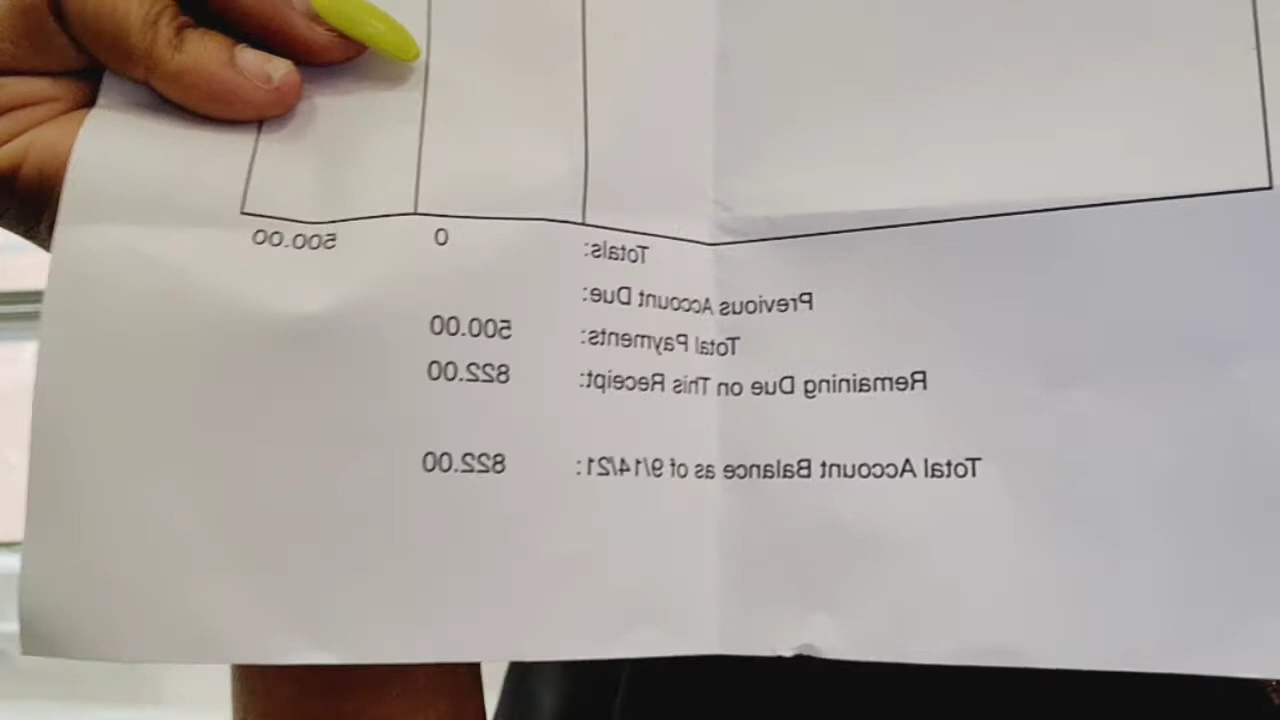 Totals: 0 500.00
Previous Account Due:
Total Payments: 500.00
Remaining Due on This Receipt: 822.00
Total Account Balance as of 9/14/21: 822.00